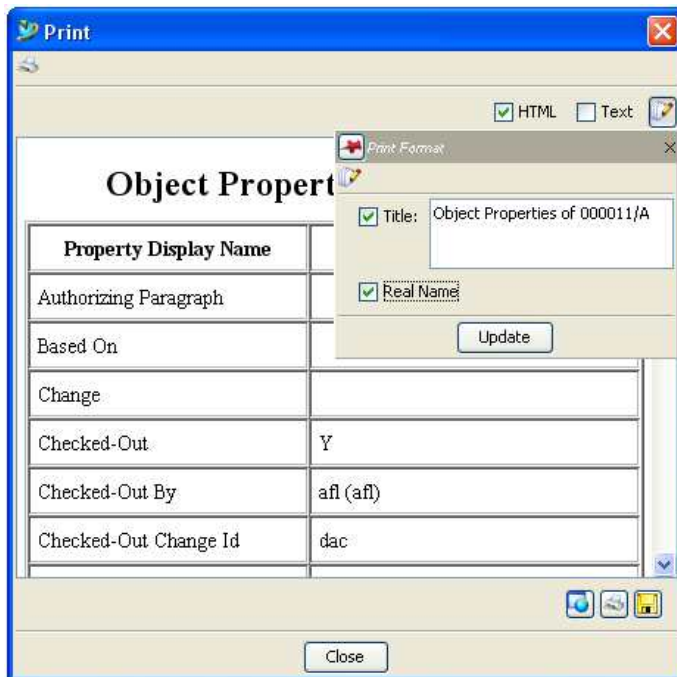 Print
HTML Text
Print Format
Object Propert
Title: Object Properties of 000011/A
Property Display Name
Real Name
Authorizing Paragraph
Update
Based On
Change
Checked-Out Y
Checked-Out By afl (afl)
Checked-Out Change Id dac
Close